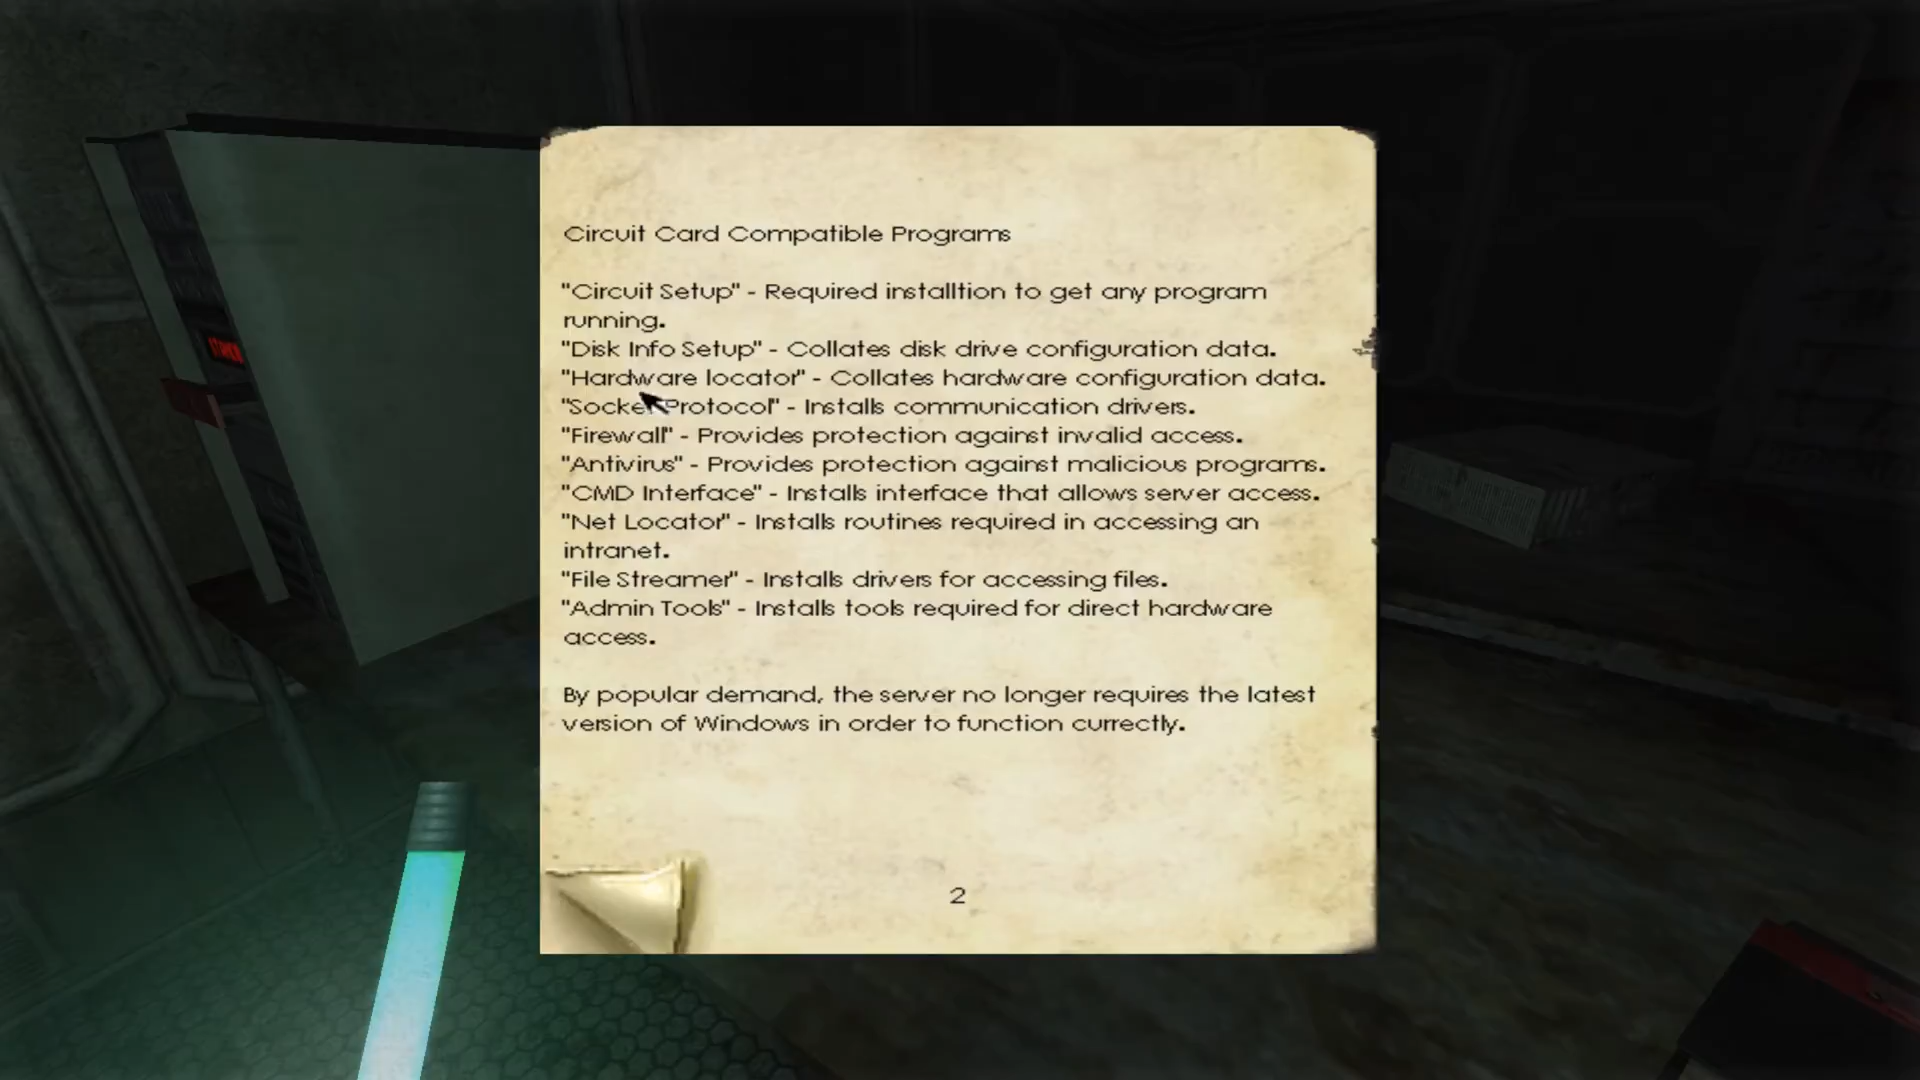 Circuit Card Compatible Programs
"Circuit Setup" - Required installtion to get any program
running.
"Disk Info Setup" - Collates disk drive configuration data.
"Hardware locator" - Collates hardware configuration data.
"Socket Protocol" - Installs communication drivers.
"Firewall" - Provides protection against invalid access.
"Antivirus" - Provides protection against malicious programs.
"CMD Interface" - Installs interface that allows server access.
"Net Locator" - Installs routines required in accessing an
intranet.
"File Streamer" - Installs drivers for accessing files.
"Admin Tools" - Installs tools required for direct hardware
access.
By popular demand, the server no longer requires the latest
version of Windows in order to function currectly.
2